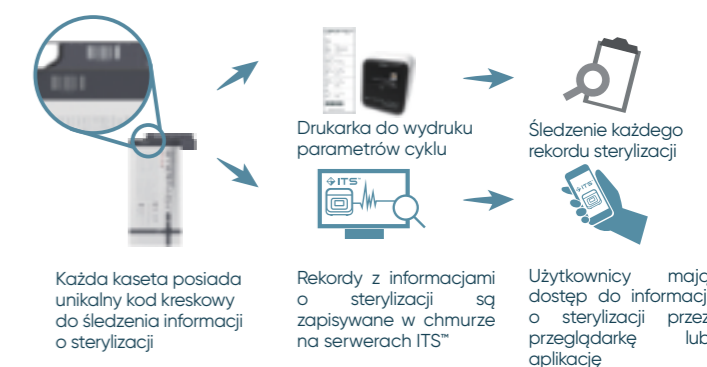 Drukarka do wydruku
parametrów cyklu
Śledzenie każdego
rekordu sterylizacji
ITS™
ITS™
Każda kaseta posiada
unikalny kod kreskowy
do śledzenia informacji
o sterylizacji
Rekordy z informacjami
o sterylizacji są
zapisywane w chmurze
na serwerach ITS™
Użytkownicy mają
dostęp do informacji
o sterylizacji przez
przeglądarkę lub
aplikację